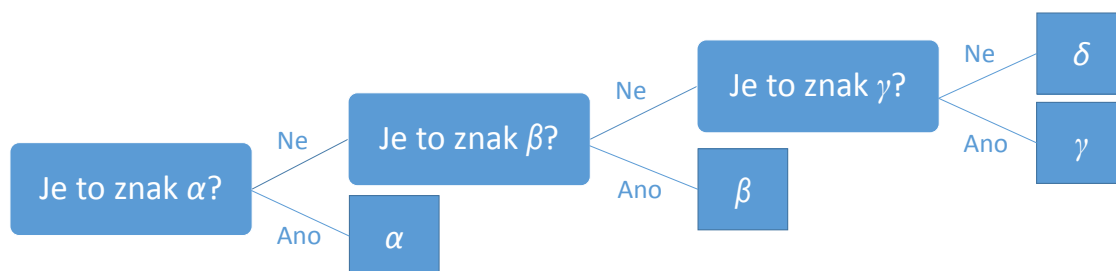 Je to znak α?
Ne
Ano
α
Je to znak β?
Ne
Ano
β
Je to znak γ?
Ne
Ano
δ
γ